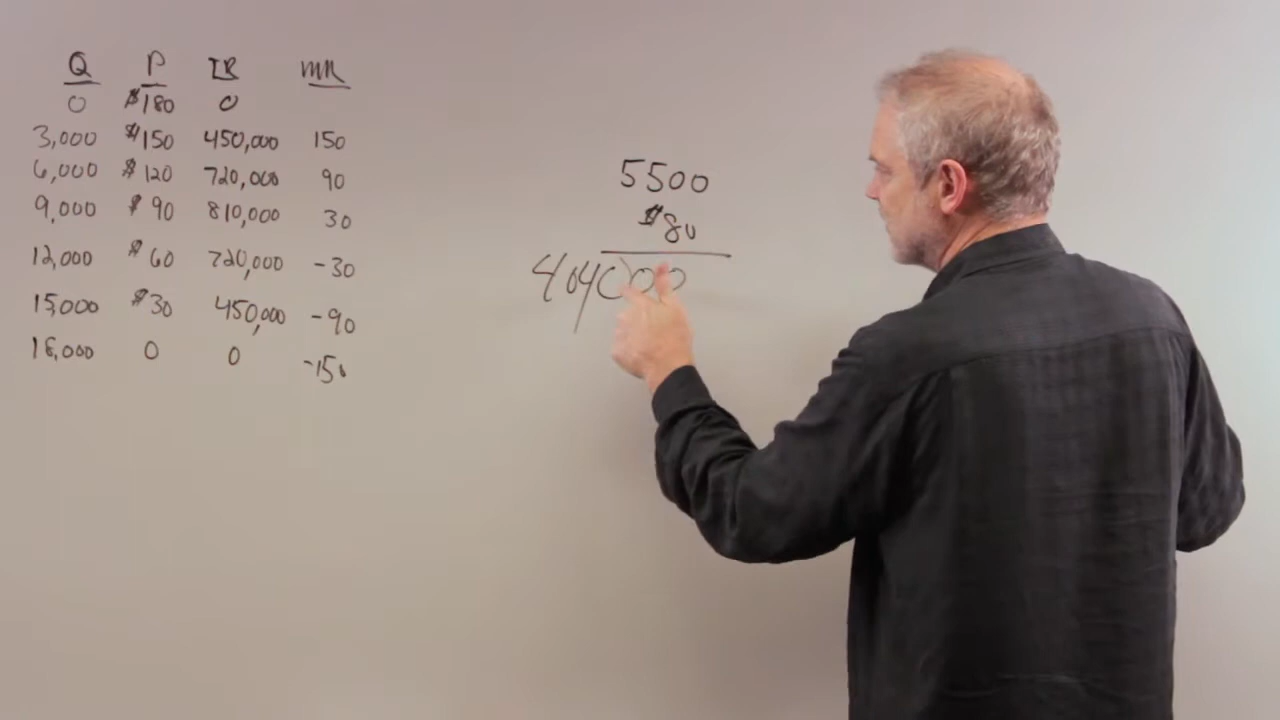 Q P TR MR
0 $180 0
3,000 $150 450,000 150
6,000 $120 720,000 90
9,000 $90 810,000 30
12,000 $60 720,000 -30
15,000 $30 450,000 -90
18,000 0 0 -150
5500
$80